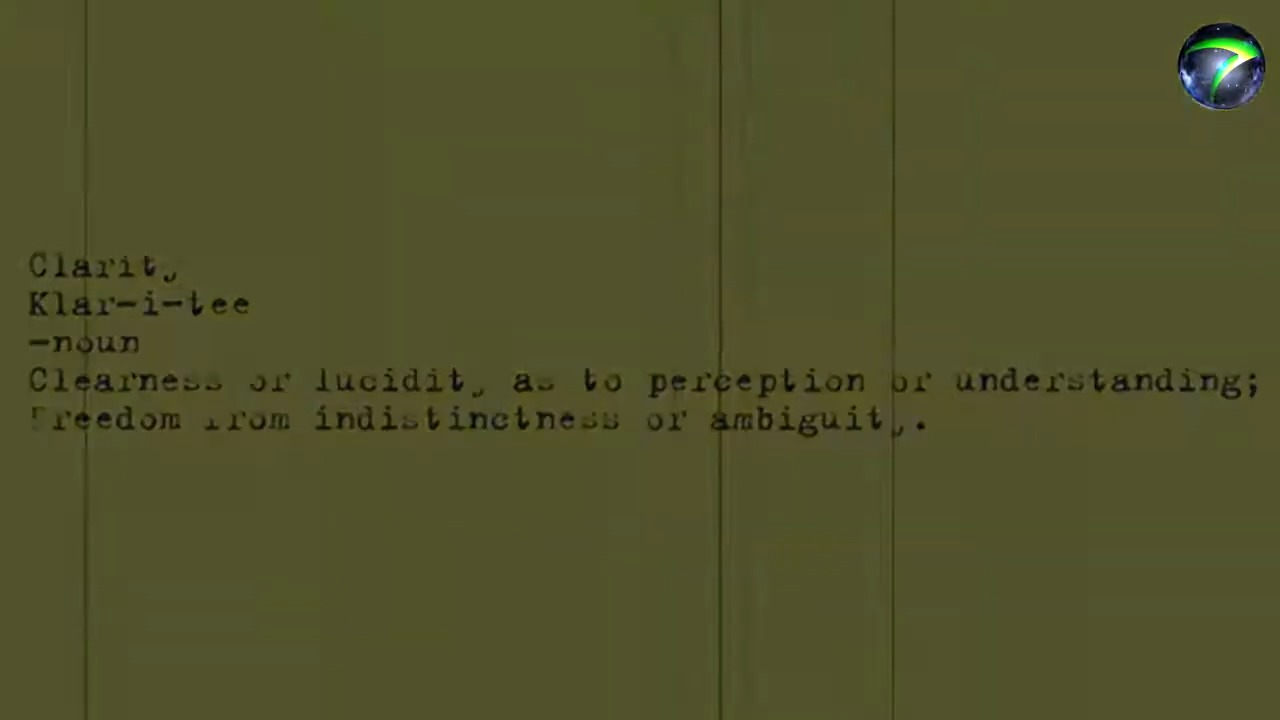 Clarity
Klar-i-tee
-noun
Clearness or lucidity, as to perception or understanding;
Freedom from indistinctness or ambiguity.